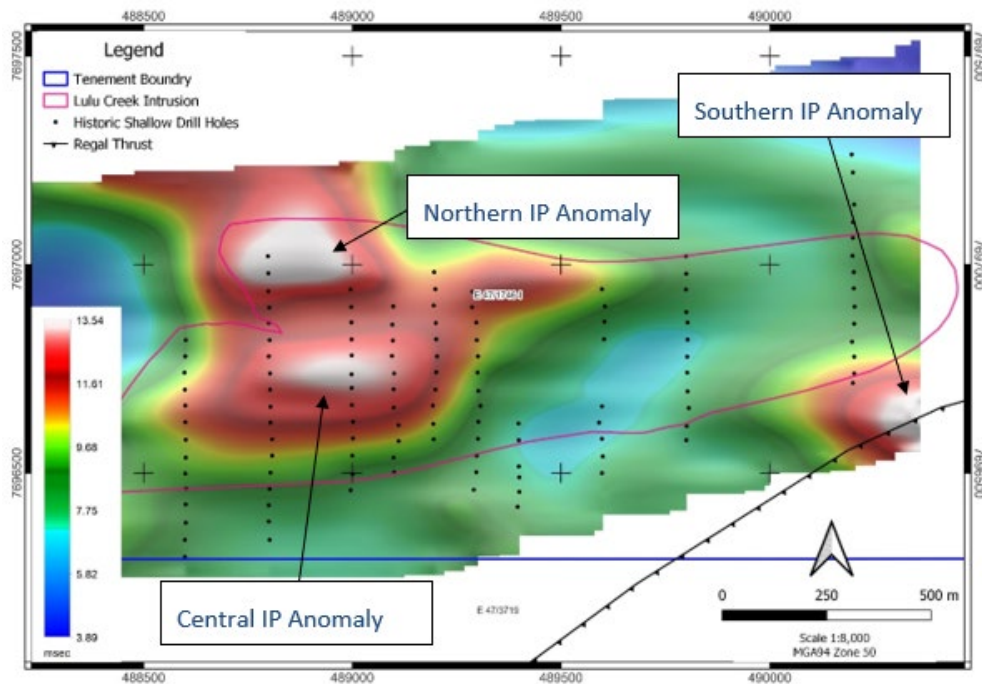 488500 489000 489500 490000
7697500
7697500
Legend
Tenement Boundry
Lulu Creek Intrusion
Historic Shallow Drill Holes
Regal Thrust
Southern IP Anomaly
Northern IP Anomaly
7697000
7697000
13.54
11.61
9.68
7.75
5.82
3.89
msec
7696500
7696500
Central IP Anomaly
E 47/3719
0 250 500 m
Scale 1:8,000
MGA94 Zone 50
488500 489000 489500 490000